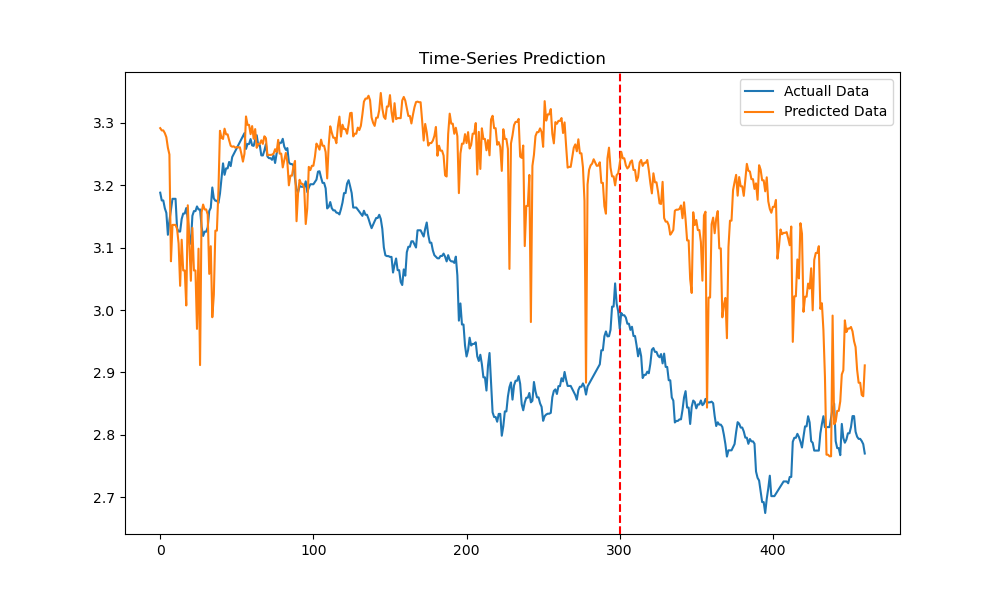 Time-Series Prediction
Actuall Data
Predicted Data
3.3
3.2
3.1
3.0
2.9
2.8
2.7
0 100 200 300 400